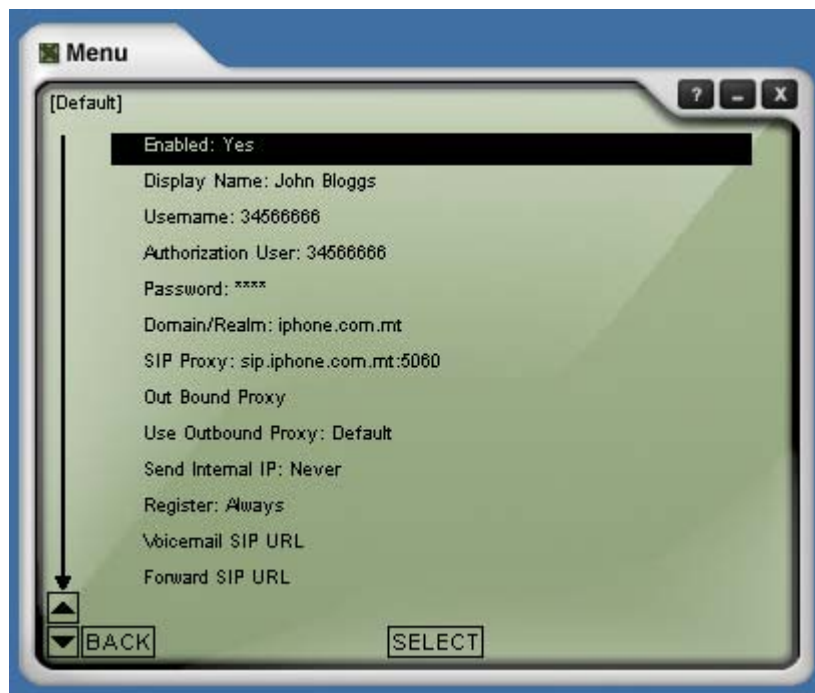 Menu
[Default]
? - X
Enabled: Yes
Display Name: John Bloggs
Username: 34566666
Authorization User: 34566666
Password: ****
Domain/Realm: iphone.com.mt
SIP Proxy: sip.iphone.com.mt:5060
Out Bound Proxy
Use Outbound Proxy: Default
Send Internal IP: Never
Register: Always
Voicemail SIP URL
Forward SIP URL
BACK SELECT